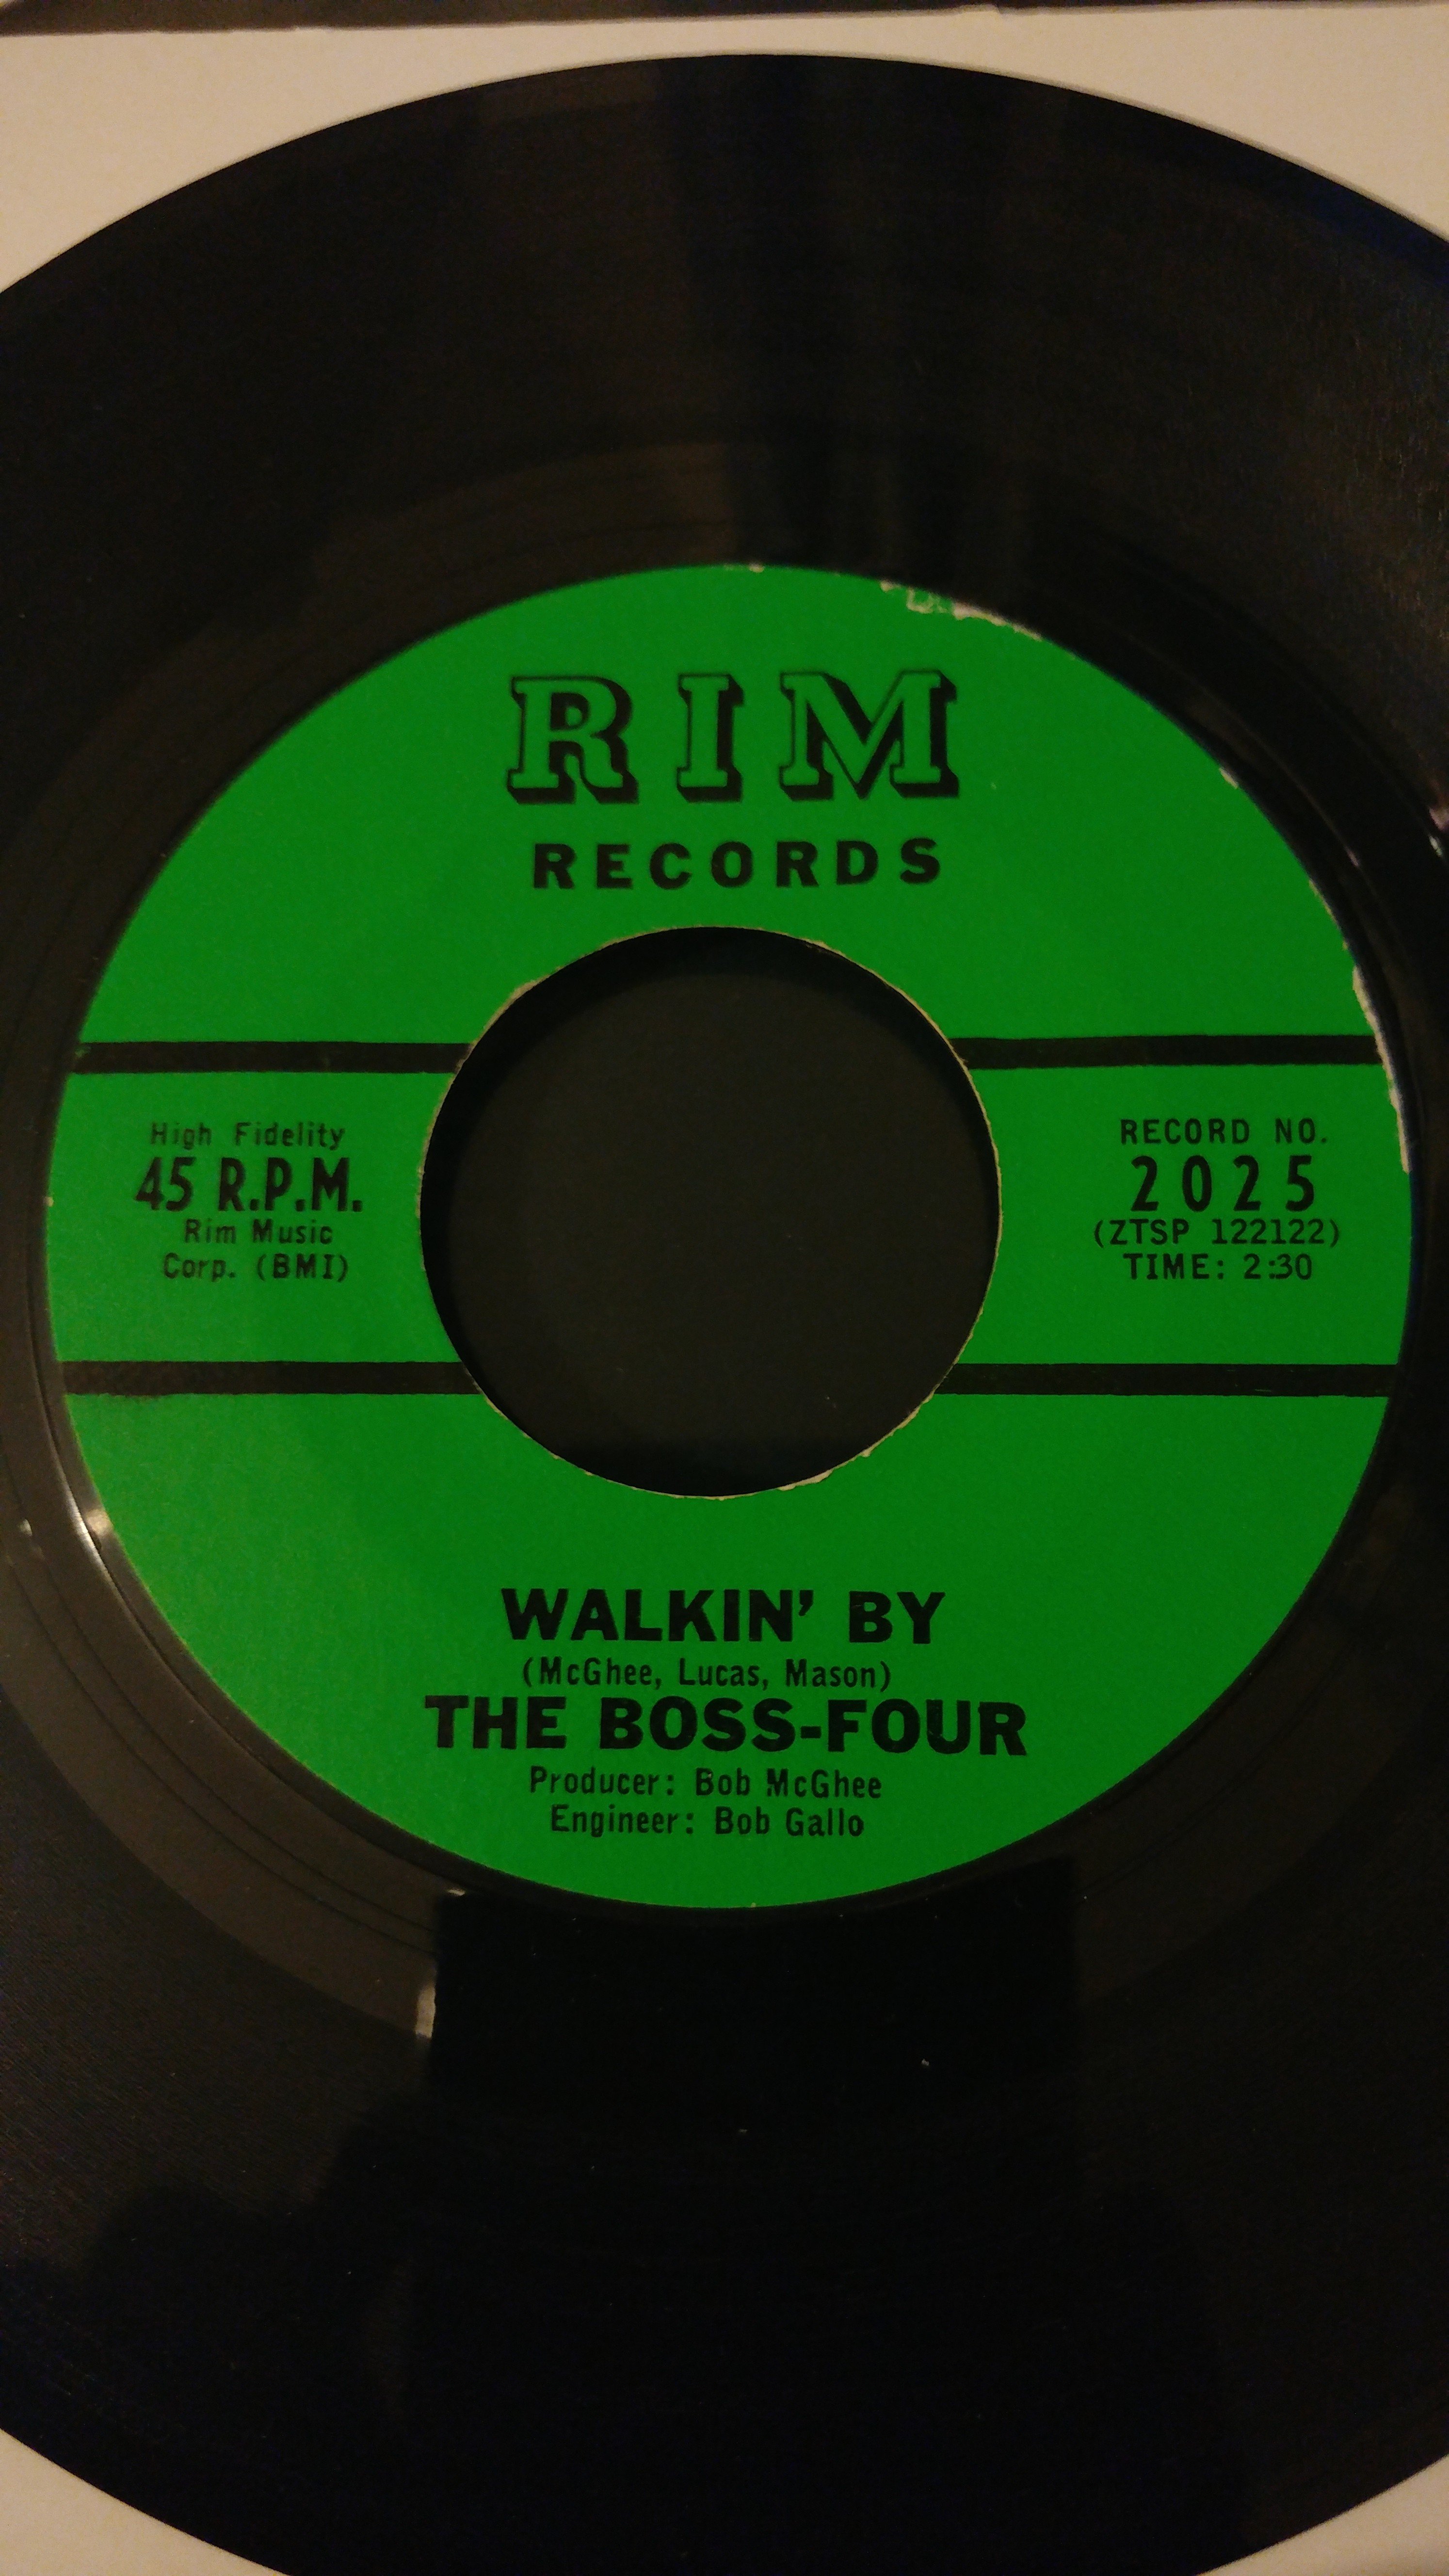 RIM
RECORDS
High Fidelity
45 R.P.M.
Rim Music
Corp. (BMI)
RECORD NO.
2025
(ZTSP 122122)
TIME: 2:30
WALKIN' BY
(McGhee, Lucas, Mason)
THE BOSS-FOUR
Producer: Bob McGhee
Engineer: Bob Gallo